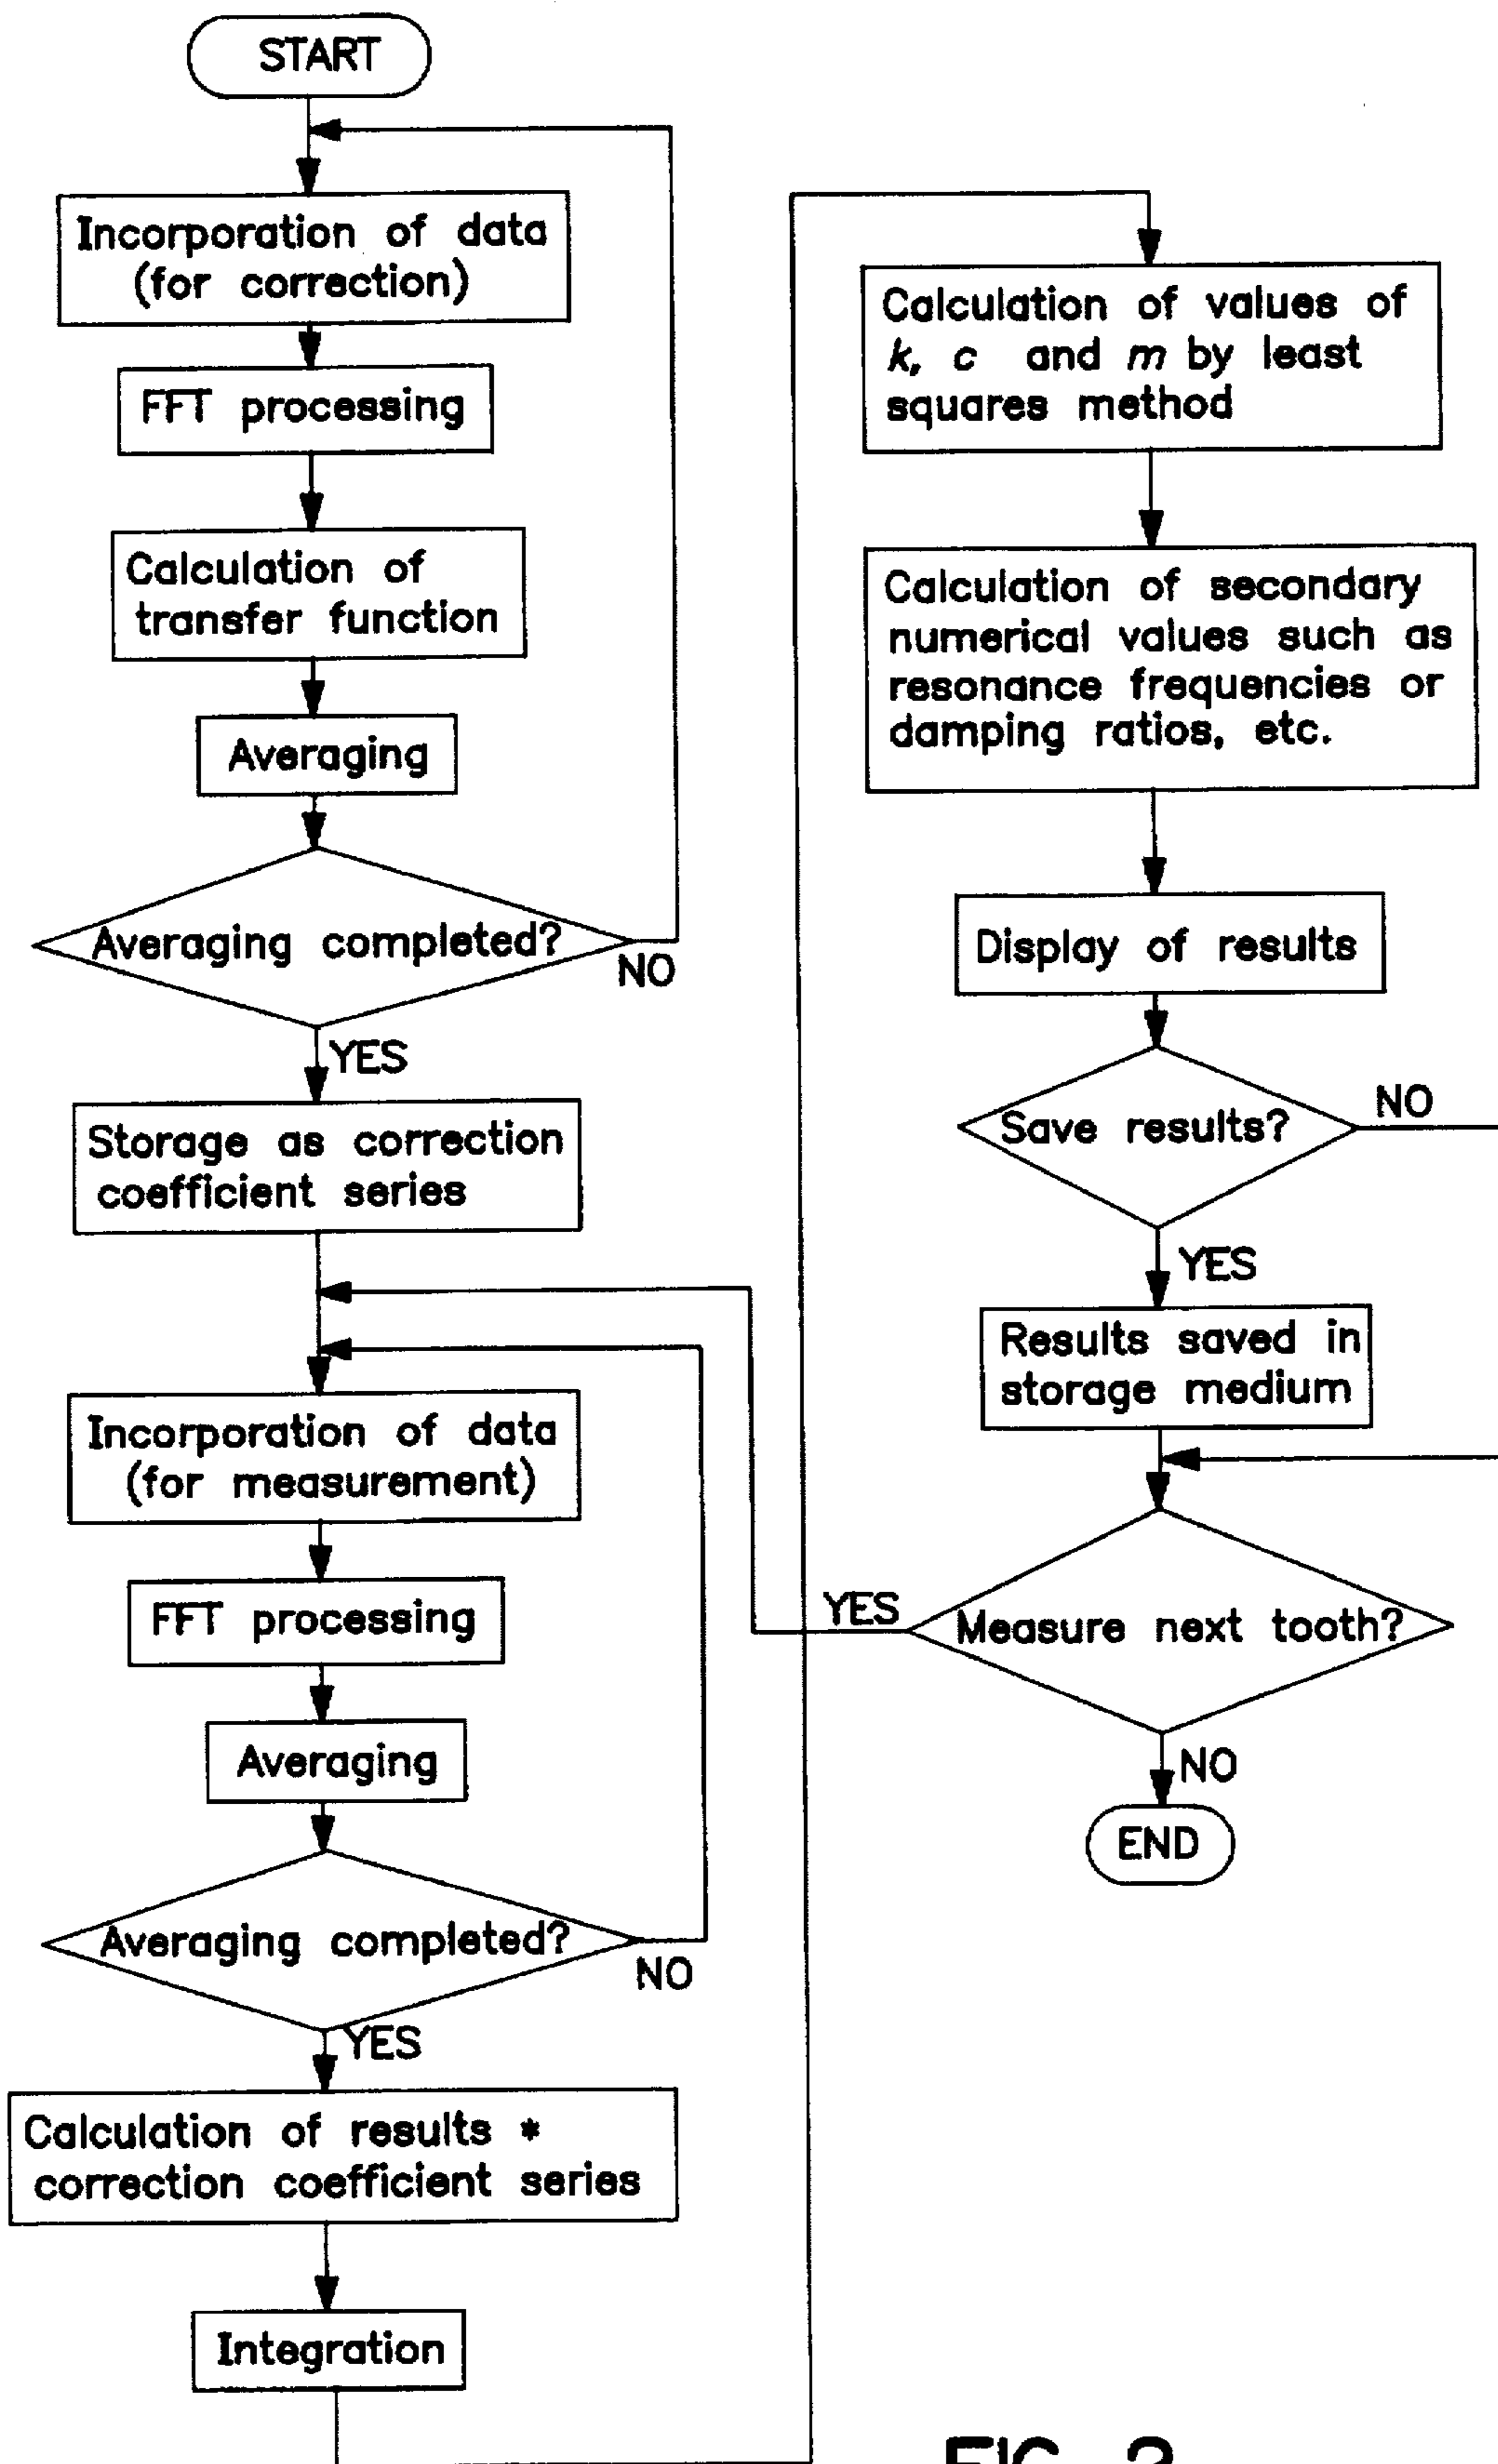 START
Incorporation of data
(for correction)
FFT processing
Calculation of
transfer function
Averaging
Averaging completed?
NO
YES
Storage as correction
coefficient series
Incorporation of data
(for measurement)
FFT processing
Averaging
Averaging completed?
NO
YES
Calculation of results *
correction coefficient series
Integration
Calculation of values of
k, c and m by least
squares method
Calculation of secondary
numerical values such as
resonance frequencies or
damping ratios, etc.
Display of results
Save results?
NO
YES
Results saved in
storage medium
Measure next tooth?
YES
NO
END